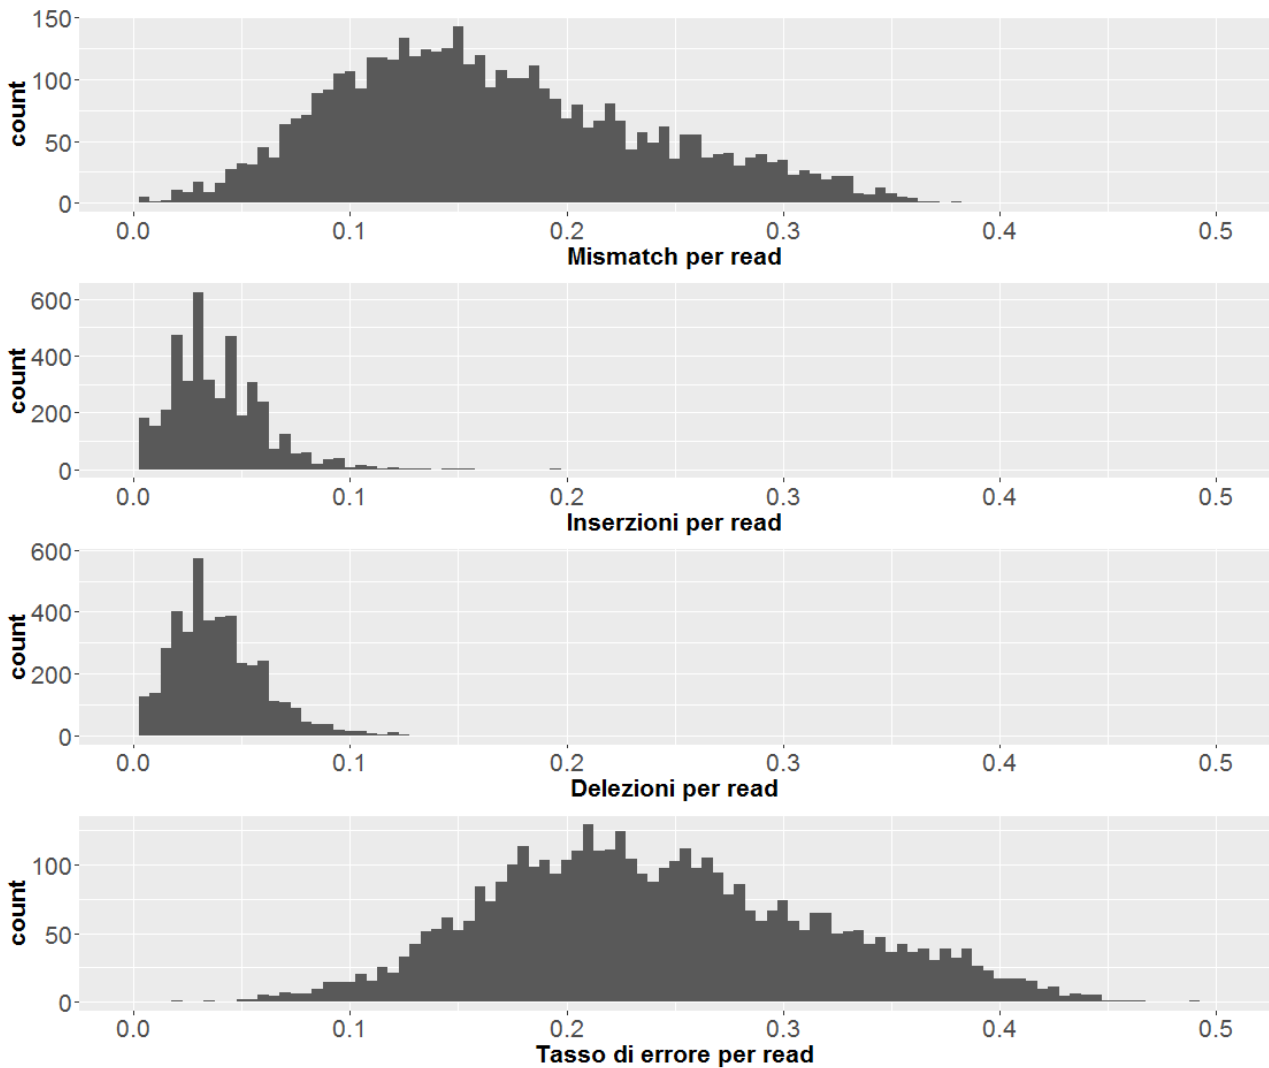 150
100
50
0
count
0.0 0.1 0.2 0.3 0.4 0.5
Mismatch per read
600
400
200
0
count
0.0 0.1 0.2 0.3 0.4 0.5
Inserzioni per read
600
400
200
0
count
0.0 0.1 0.2 0.3 0.4 0.5
Delezioni per read
100
50
0
count
0.0 0.1 0.2 0.3 0.4 0.5
Tasso di errore per read